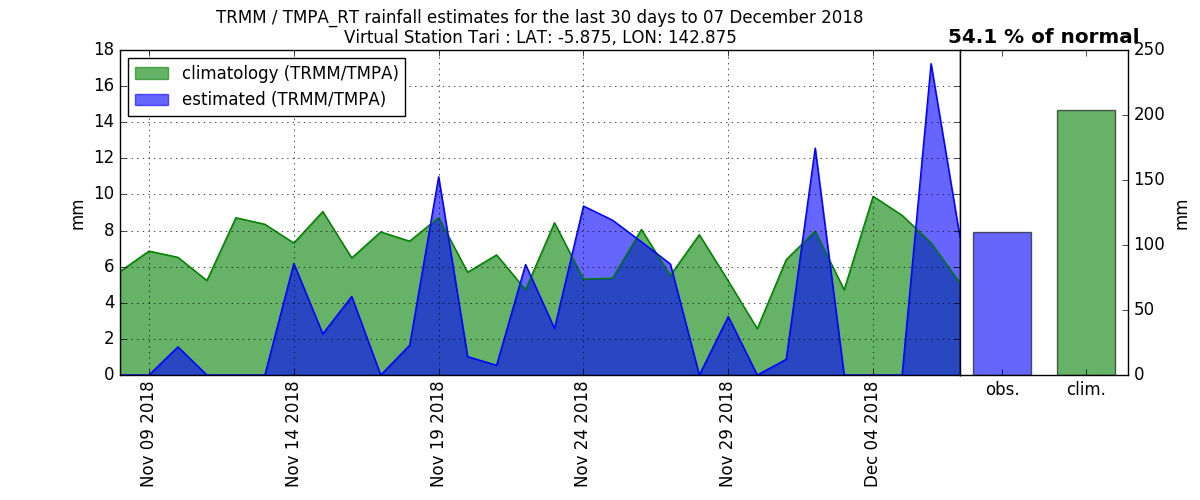 TRMM / TMPA_RT rainfall estimates for the last 30 days to 07 December 2018
Virtual Station Tari : LAT: -5.875, LON: 142.875
54.1 % of normal
climatology (TRMM/TMPA)
estimated (TRMM/TMPA)
mm
18
16
14
12
10
8
6
4
2
0
Nov 09 2018
Nov 14 2018
Nov 19 2018
Nov 24 2018
Nov 29 2018
Dec 04 2018
obs.
clim.
250
200
150
100
50
0
mm